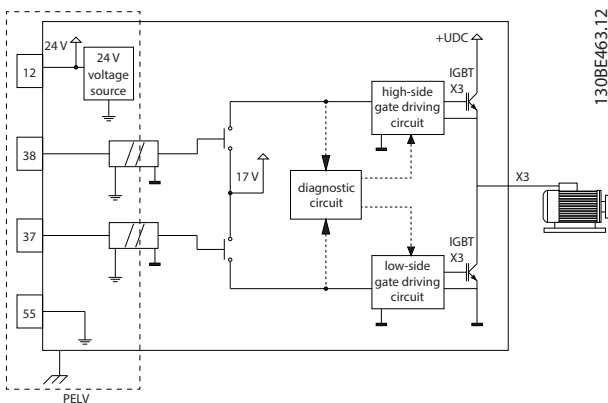 130BE463.12
+UDC
24 V
12
24 V
voltage
source
IGBT
X3
high-side
gate driving
circuit
38
17 V
diagnostic
circuit
X3
37
IGBT
X3
low-side
gate driving
circuit
55
PELV